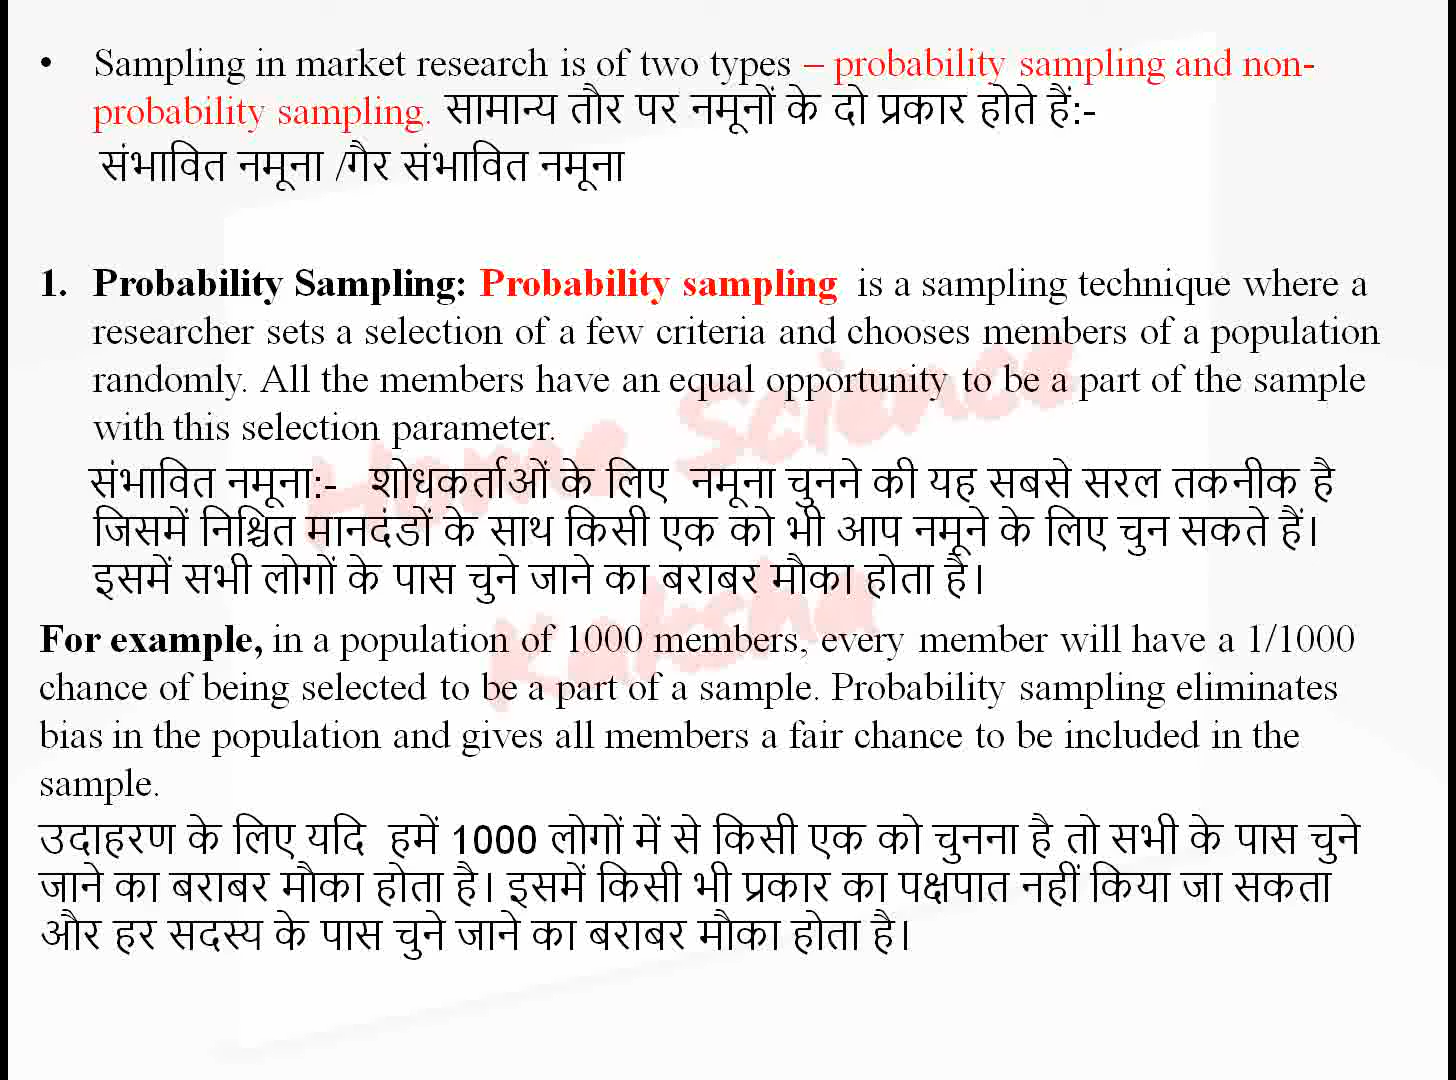 • Sampling in market research is of two types – probability sampling and non-
probability sampling. सामान्य तौर पर नमूनों के दो प्रकार होते हैं:-
संभावित नमूना /गैर संभावित नमूना
1. Probability Sampling: Probability sampling is a sampling technique where a
researcher sets a selection of a few criteria and chooses members of a population
randomly. All the members have an equal opportunity to be a part of the sample
with this selection parameter.
संभावित नमूना:- शोधकर्ताओं के लिए नमूना चुनने की यह सबसे सरल तकनीक है
जिसमें निश्चित मानदंडों के साथ किसी एक को भी आप नमूने के लिए चुन सकते हैं।
इसमें सभी लोगों के पास चुने जाने का बराबर मौका होता है।
For example, in a population of 1000 members, every member will have a 1/1000
chance of being selected to be a part of a sample. Probability sampling eliminates
bias in the population and gives all members a fair chance to be included in the
sample.
उदाहरण के लिए यदि हमें 1000 लोगों में से किसी एक को चुनना है तो सभी के पास चुने
जाने का बराबर मौका होता है। इसमें किसी भी प्रकार का पक्षपात नहीं किया जा सकता
और हर सदस्य के पास चुने जाने का बराबर मौका होता है।
Home Science
Kaksha